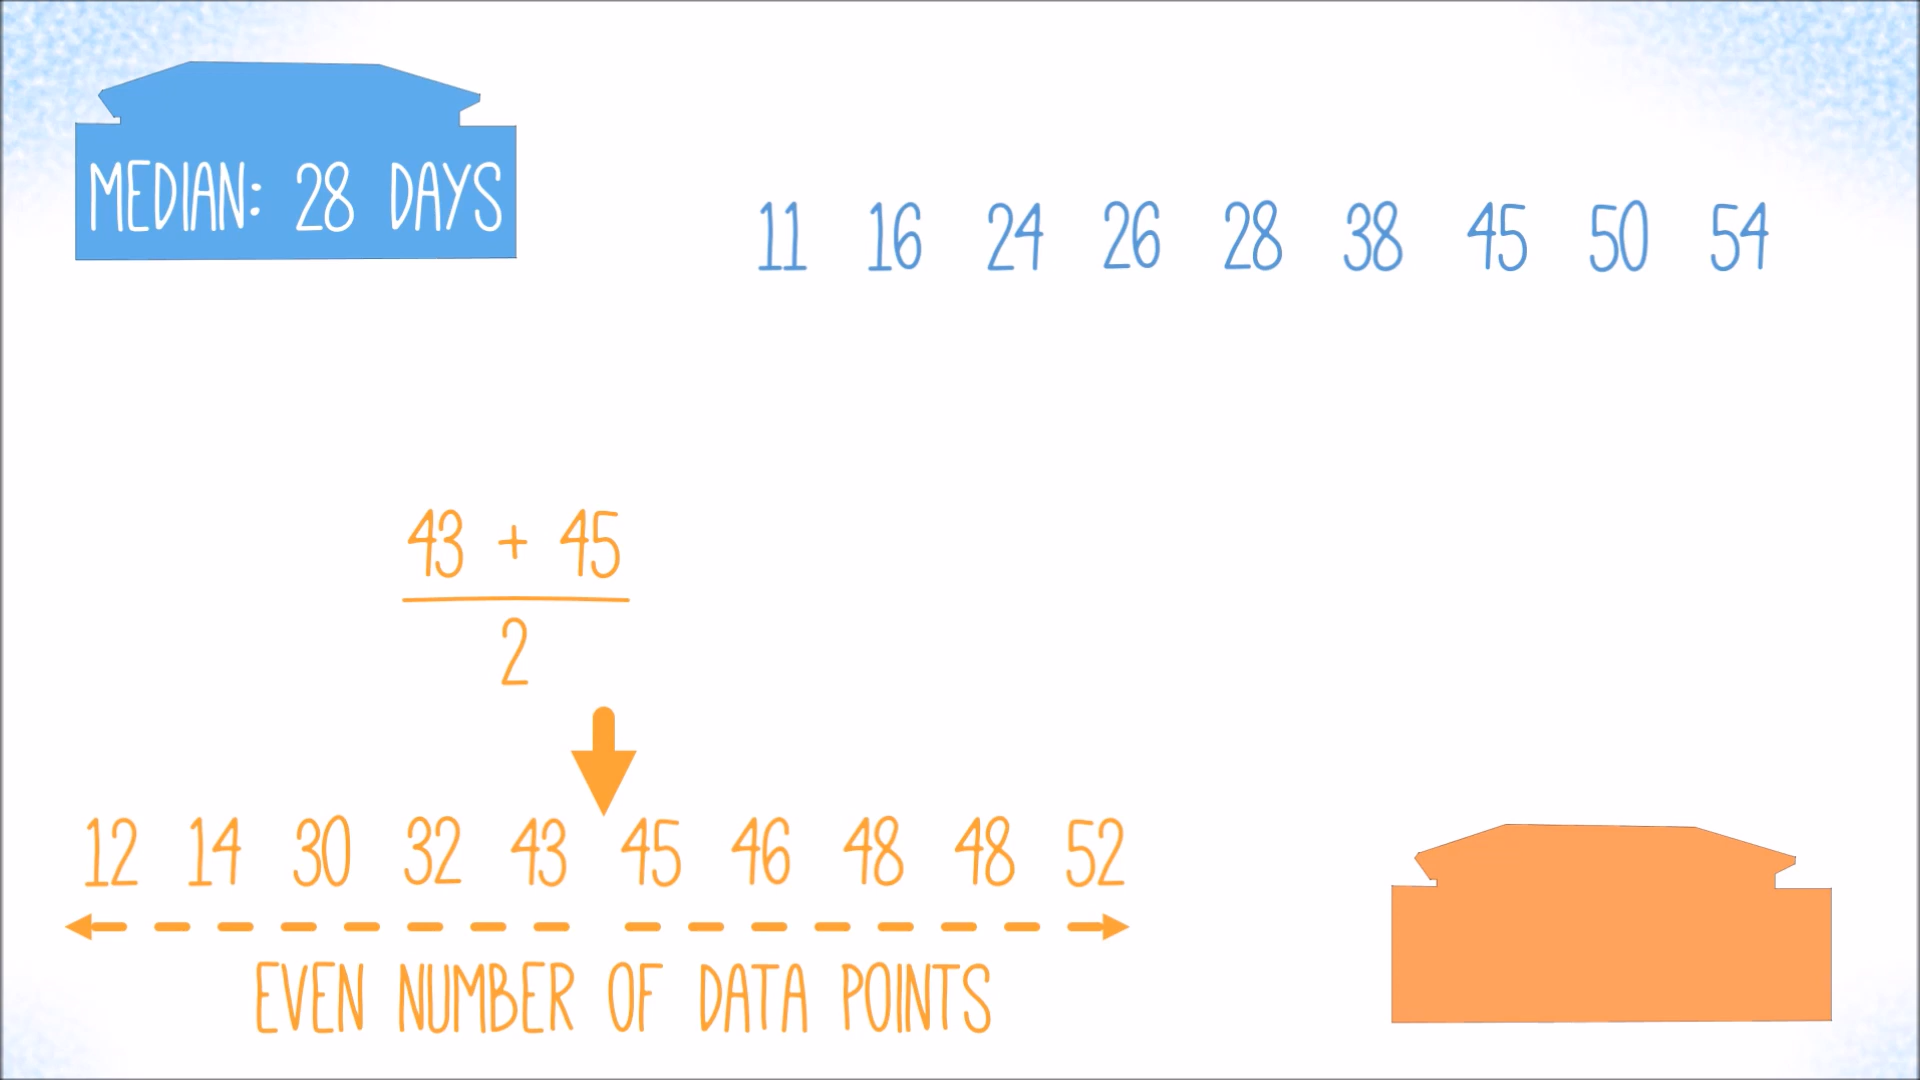 MEDIAN: 28 DAYS
11 16 24 26 28 38 45 50 54
43 + 45
2
12 14 30 32 43 45 46 48 48 52
EVEN NUMBER OF DATA POINTS